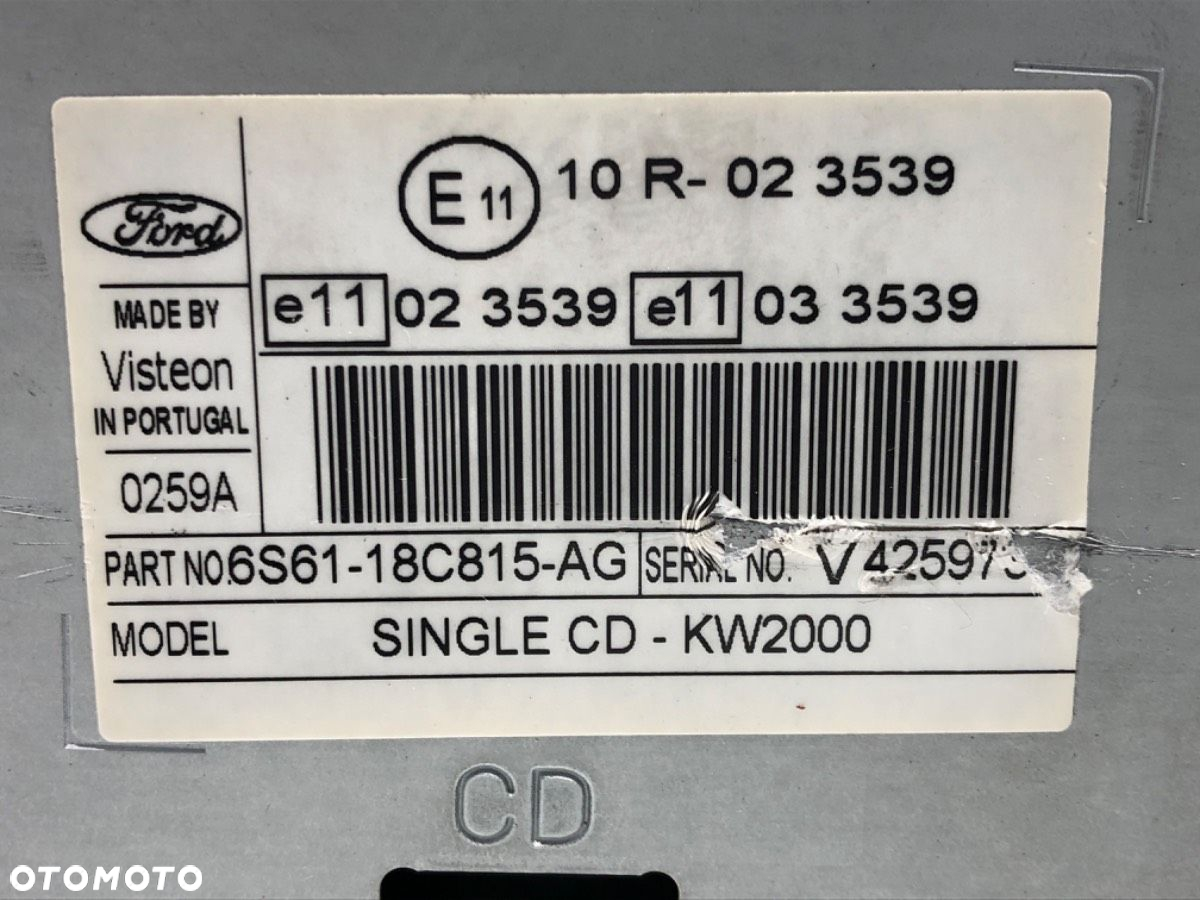 E 11 10 R- 02 3539
Ford
e11 02 3539 e11 03 3539
MADE BY
Visteon
IN PORTUGAL
0259A
PART NO. 6S61-18C815-AG SERIAL NO.
MODEL SINGLE CD - KW2000
CD
OTOMOTO